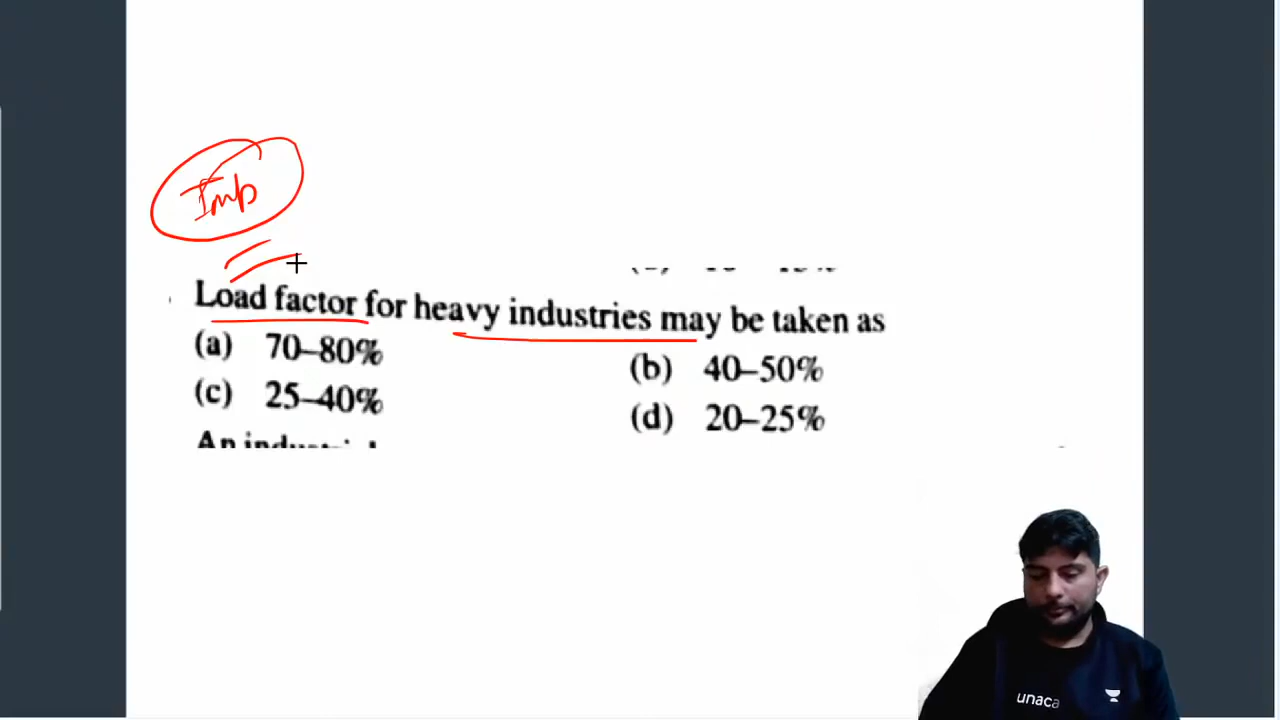 Imp
Load factor for heavy industries may be taken as
(a) 70–80%
(b) 40–50%
(c) 25–40%
(d) 20–25%
unaca